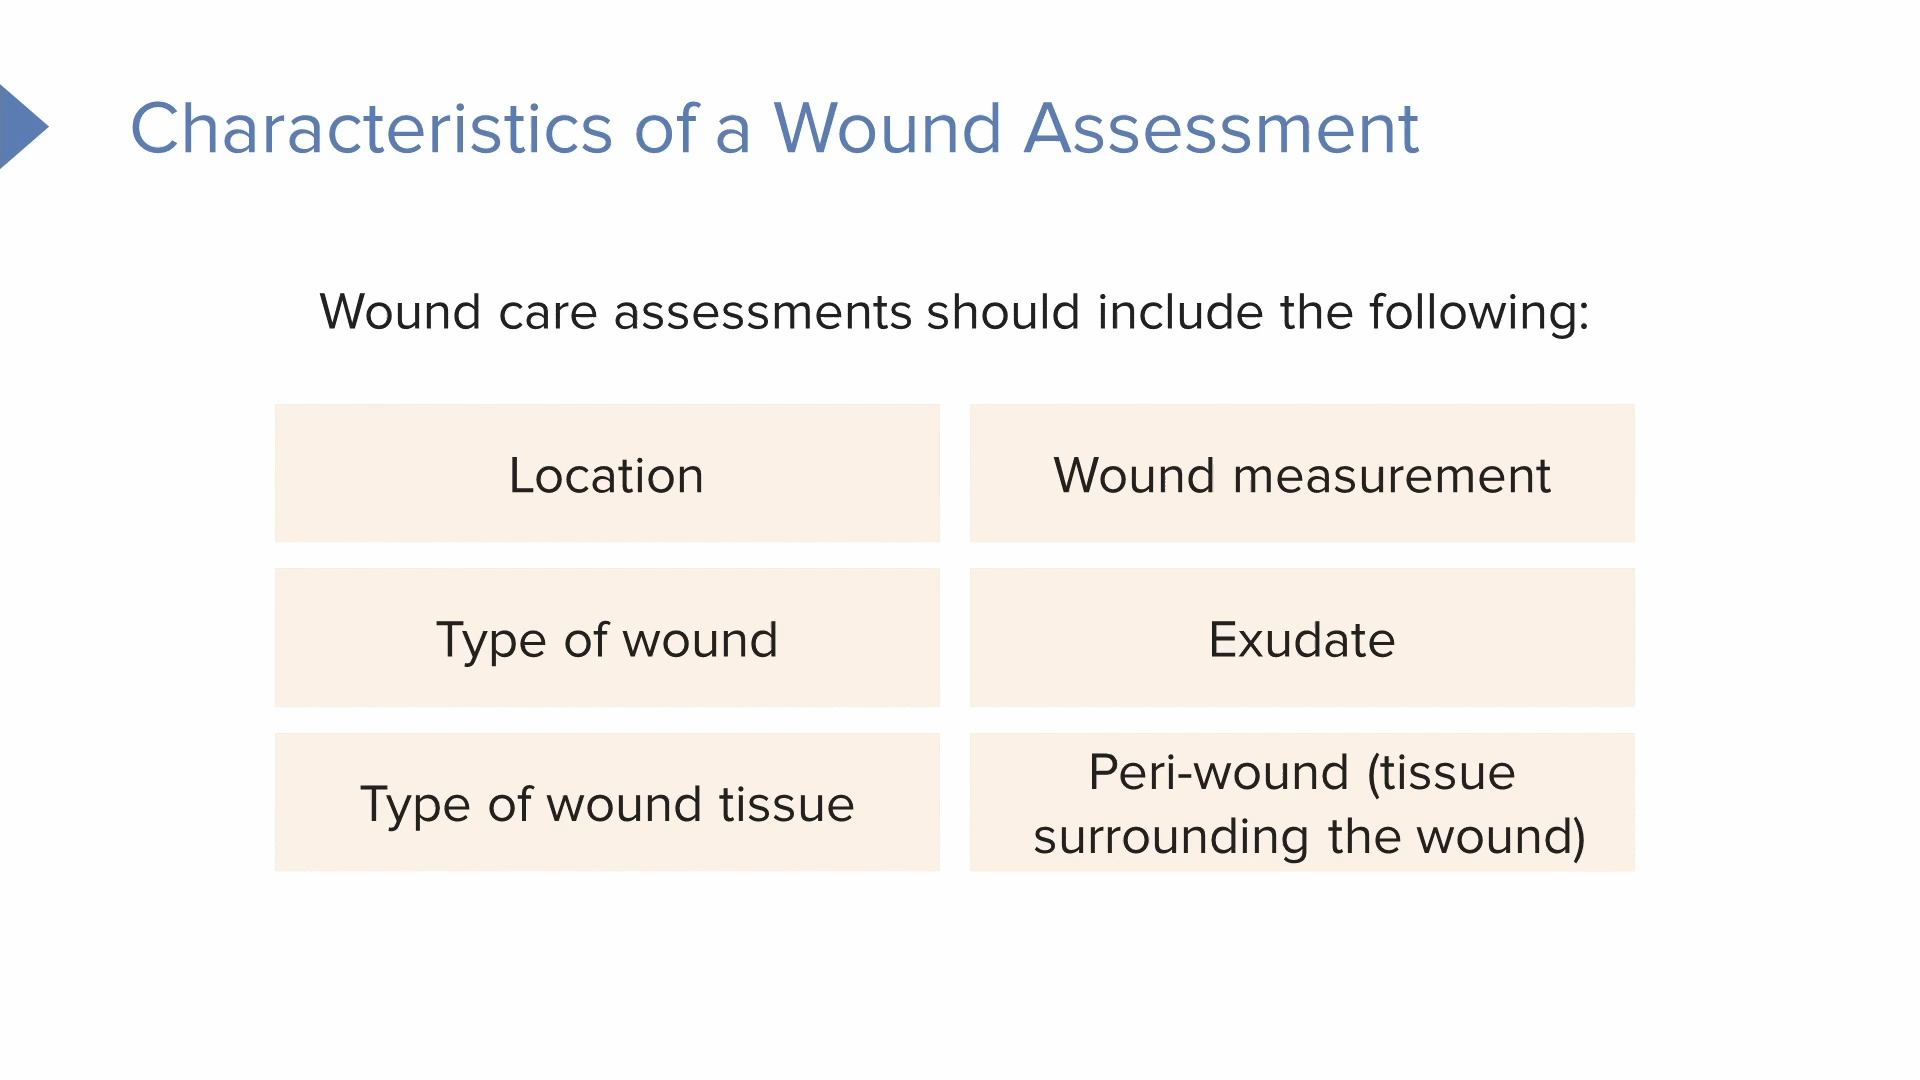 Characteristics of a Wound Assessment
Wound care assessments should include the following:
Location
Wound measurement
Type of wound
Exudate
Type of wound tissue
Peri-wound (tissue
surrounding the wound)